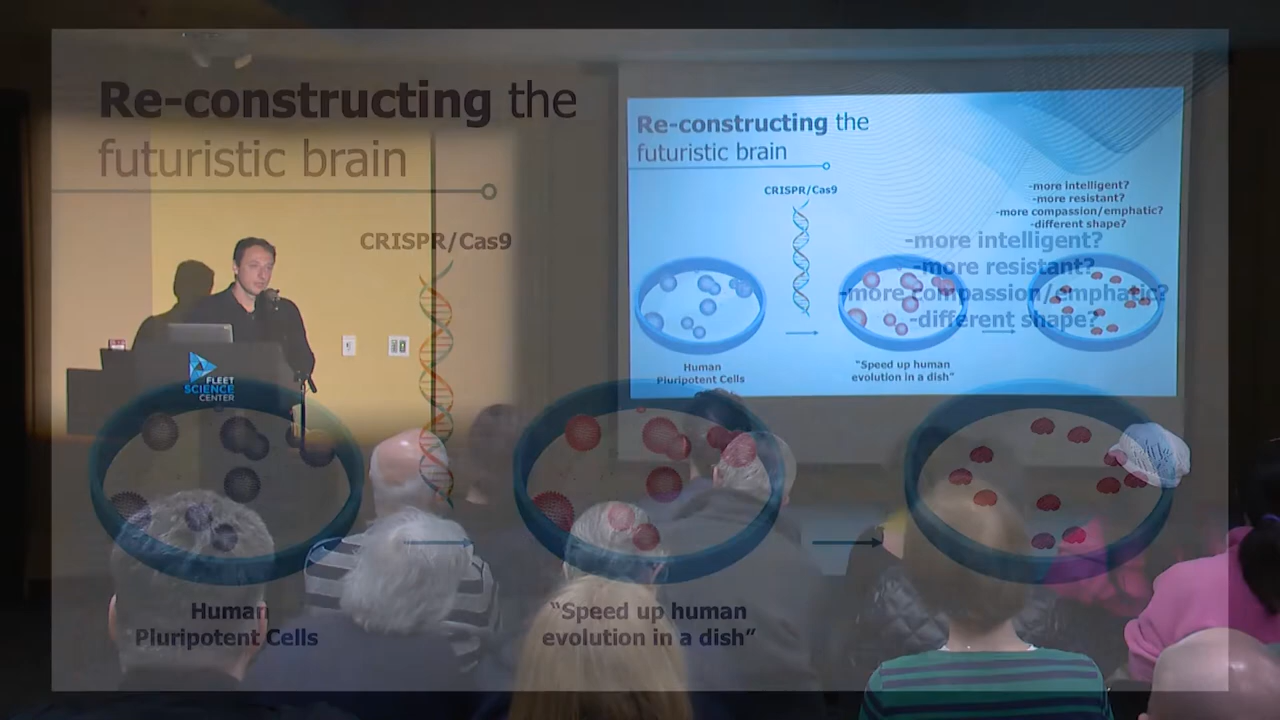 Re-constructing the
futuristic brain
CRISPR/Cas9
-more intelligent?
-more resistant?
-more compassion/emphatic?
-different shape?
Human
Pluripotent Cells
“Speed up human
evolution in a dish”
Re-constructing the
futuristic brain
CRISPR/Cas9
-more intelligent?
-more resistant?
-more compassion/emphatic?
-different shape?
Human
Pluripotent Cells
“Speed up human
evolution in a dish”
FLEET
SCIENCE
CENTER